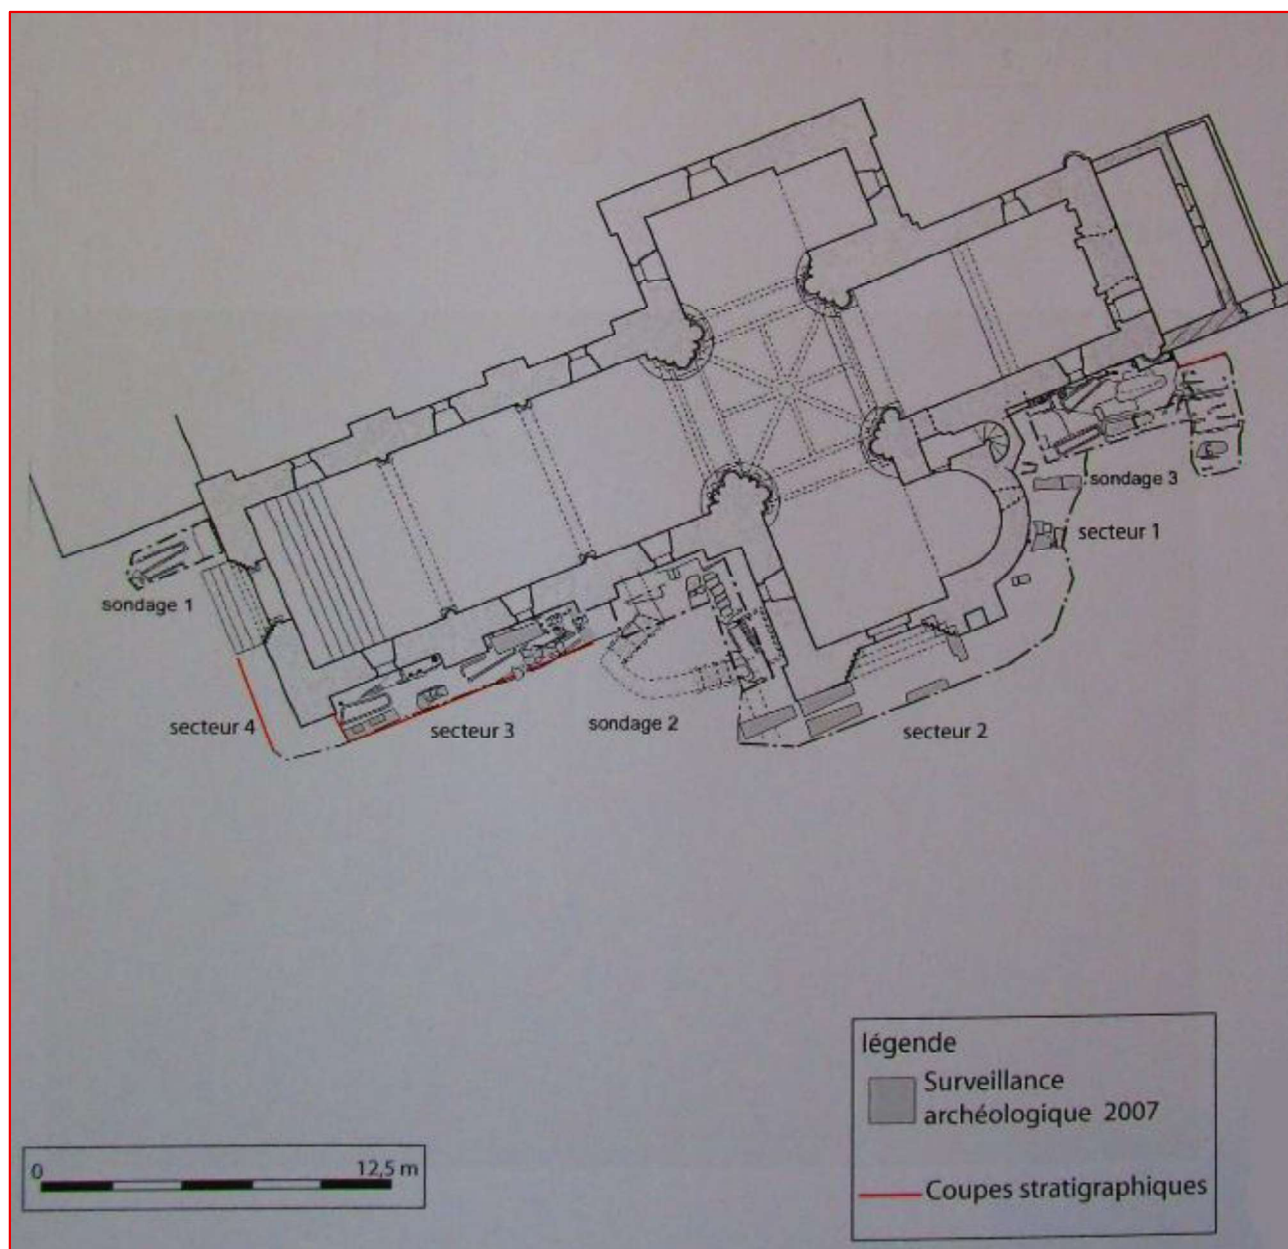 sondage 3
secteur 1
sondage 1
secteur 4
secteur 3
sondage 2
secteur 2
légende
Surveillance
archéologique 2007
Coupes stratigraphiques
0
12,5 m